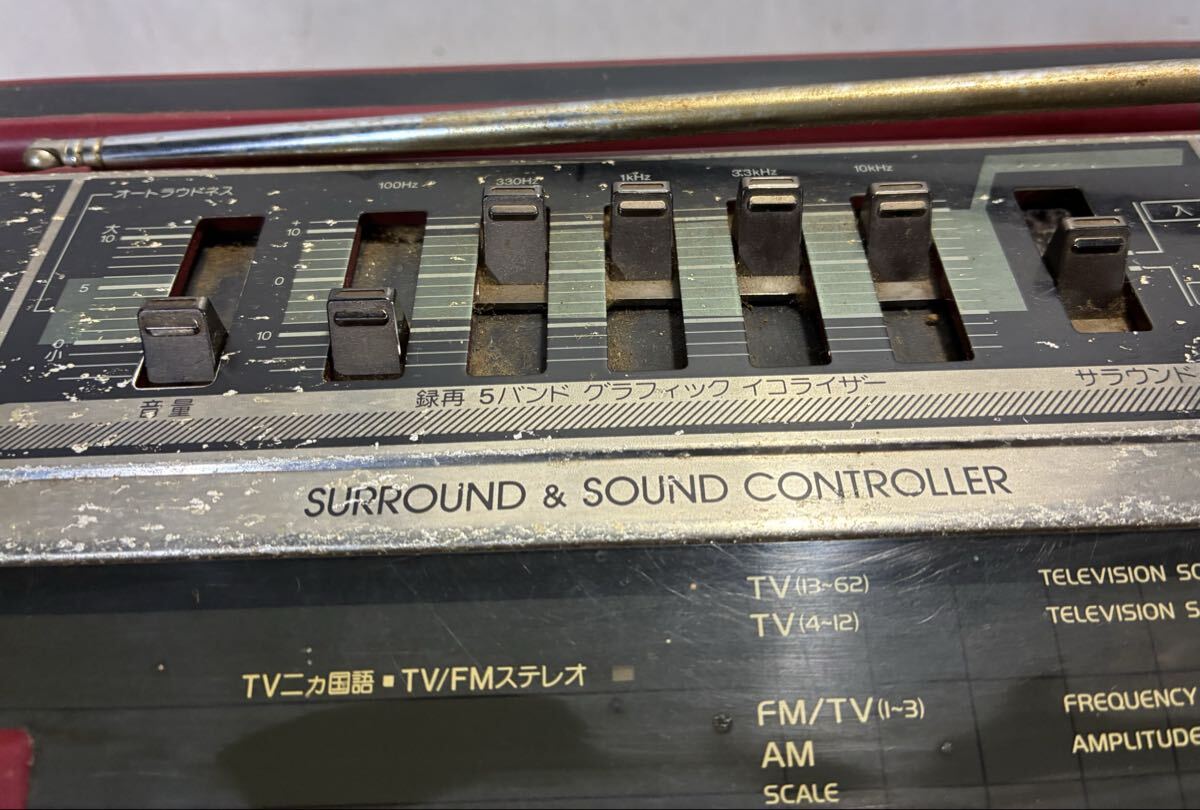 オートラウドネス
100Hz 330Hz 1kHz 3.3kHz 10kHz
大
10
5
0
小
+
10
0
10
−
入
音量
録再 5バンド グラフィック イコライザー
サラウンド
SURROUND & SOUND CONTROLLER
TV(13~62)
TELEVISION
TV(4~12)
TELEVISION
TV二カ国語 ■ TV/FMステレオ
FM/TV(1~3)
FREQUENCY
AM
AMPLITUDE
SCALE